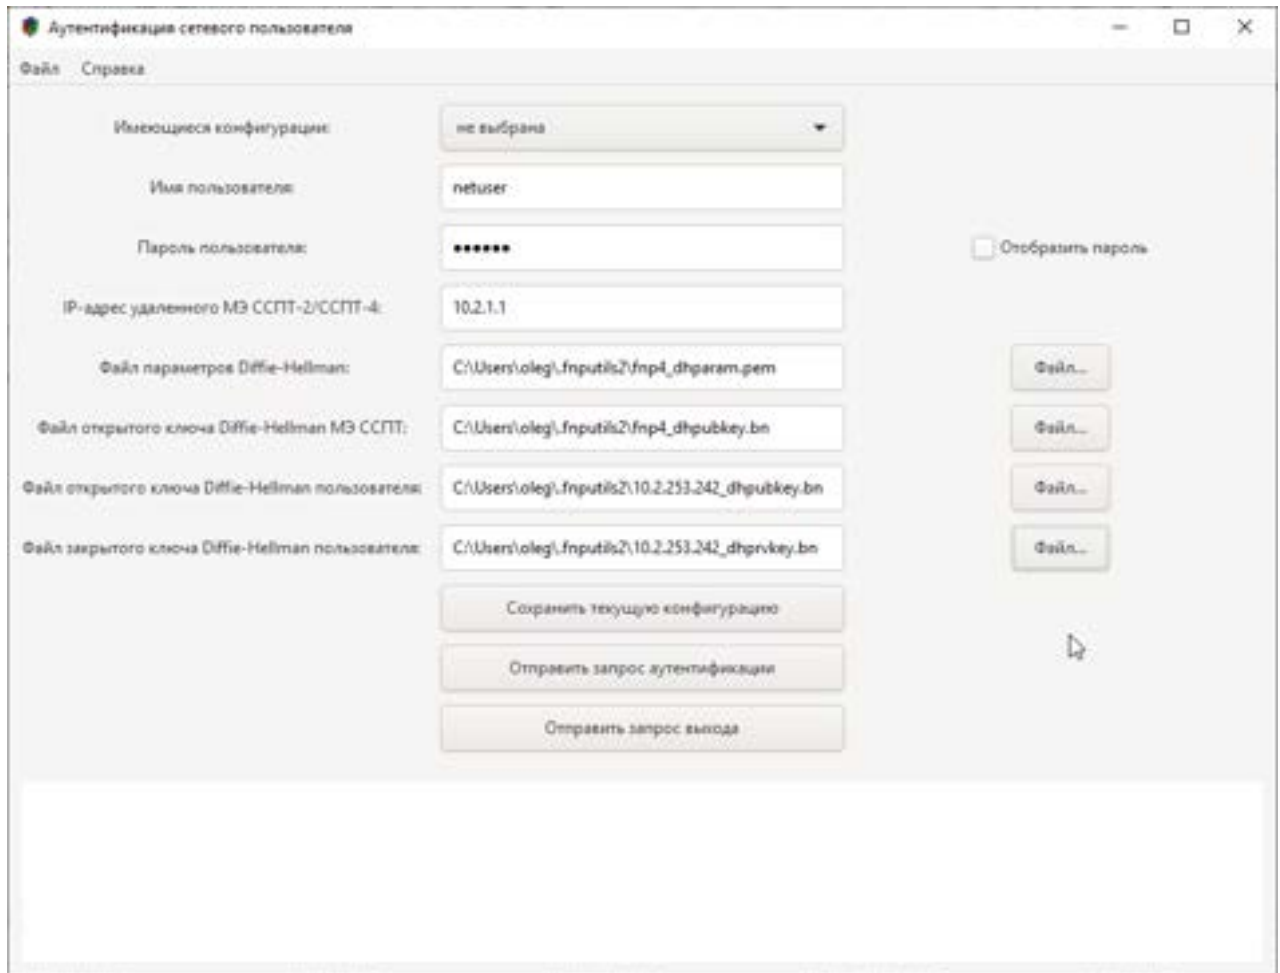 Аутентификация сетевого пользователя
Файл Справка
Имеющиеся конфигурации: не выбрана
Имя пользователя: netuser
Пароль пользователя: •••••• Отобразить пароль
IP-адрес удаленного МЭ ССПТ-2/ССПТ-4: 10.2.1.1
Файл параметров Diffie-Hellman: C:\Users\oleg\.fnputils2\fnp4_dhparam.pem Файл...
Файл открытого ключа Diffie-Hellman МЭ ССПТ: C:\Users\oleg\.fnputils2\fnp4_dhpubkey.bn Файл...
Файл открытого ключа Diffie-Hellman пользователя: C:\Users\oleg\.fnputils2\10.2.253.242_dhpubkey.bn Файл...
Файл закрытого ключа Diffie-Hellman пользователя: C:\Users\oleg\.fnputils2\10.2.253.242_dhprvkey.bn Файл...
Сохранить текущую конфигурацию
Отправить запрос аутентификации
Отправить запрос выхода